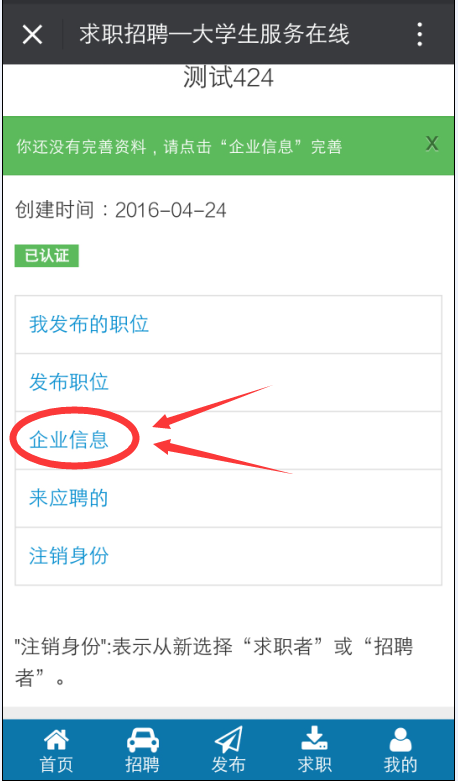 求职招聘—大学生服务在线
测试424
你还没有完善资料，请点击“企业信息”完善 X
创建时间：2016-04-24
已认证
我发布的职位
发布职位
企业信息
来应聘的
注销身份
"注销身份":表示从新选择“求职者”或“招聘
者”。
首页 招聘 发布 求职 我的